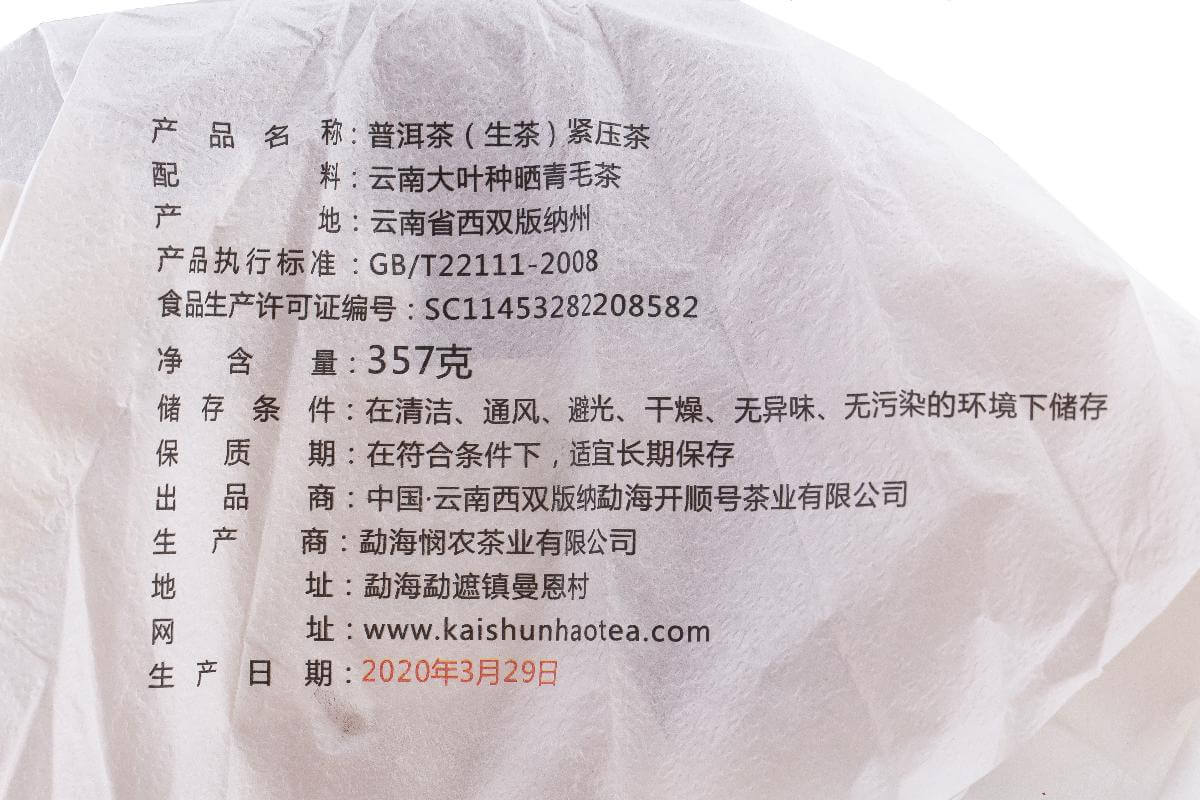 产品名称：普洱茶（生茶）紧压茶
配料：云南大叶种晒青毛茶
产地：云南省西双版纳州
产品执行标准：GB/T22111-2008
食品生产许可证编号：SC11453282208582
净含量：357克
储存条件：在清洁、通风、避光、干燥、无异味、无污染的环境下储存
保质期：在符合条件下，适宜长期保存
出品商：中国·云南西双版纳勐海开顺号茶业有限公司
生产商：勐海悯农茶业有限公司
地址：勐海勐遮镇曼恩村
网址：www.kaishunhaotea.com
生产日期：2020年3月29日